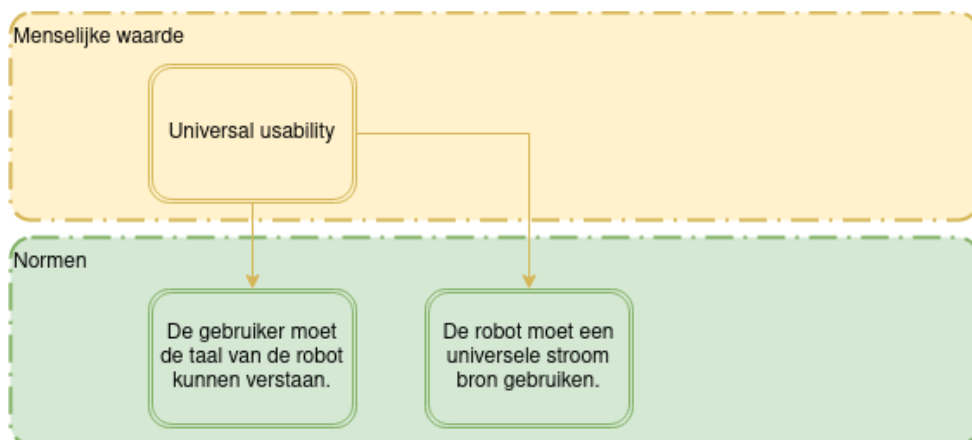 Menselijke waarde
Universal usability
Normen
De gebruiker moet
de taal van de robot
kunnen verstaan.
De robot moet een
universele stroom
bron gebruiken.